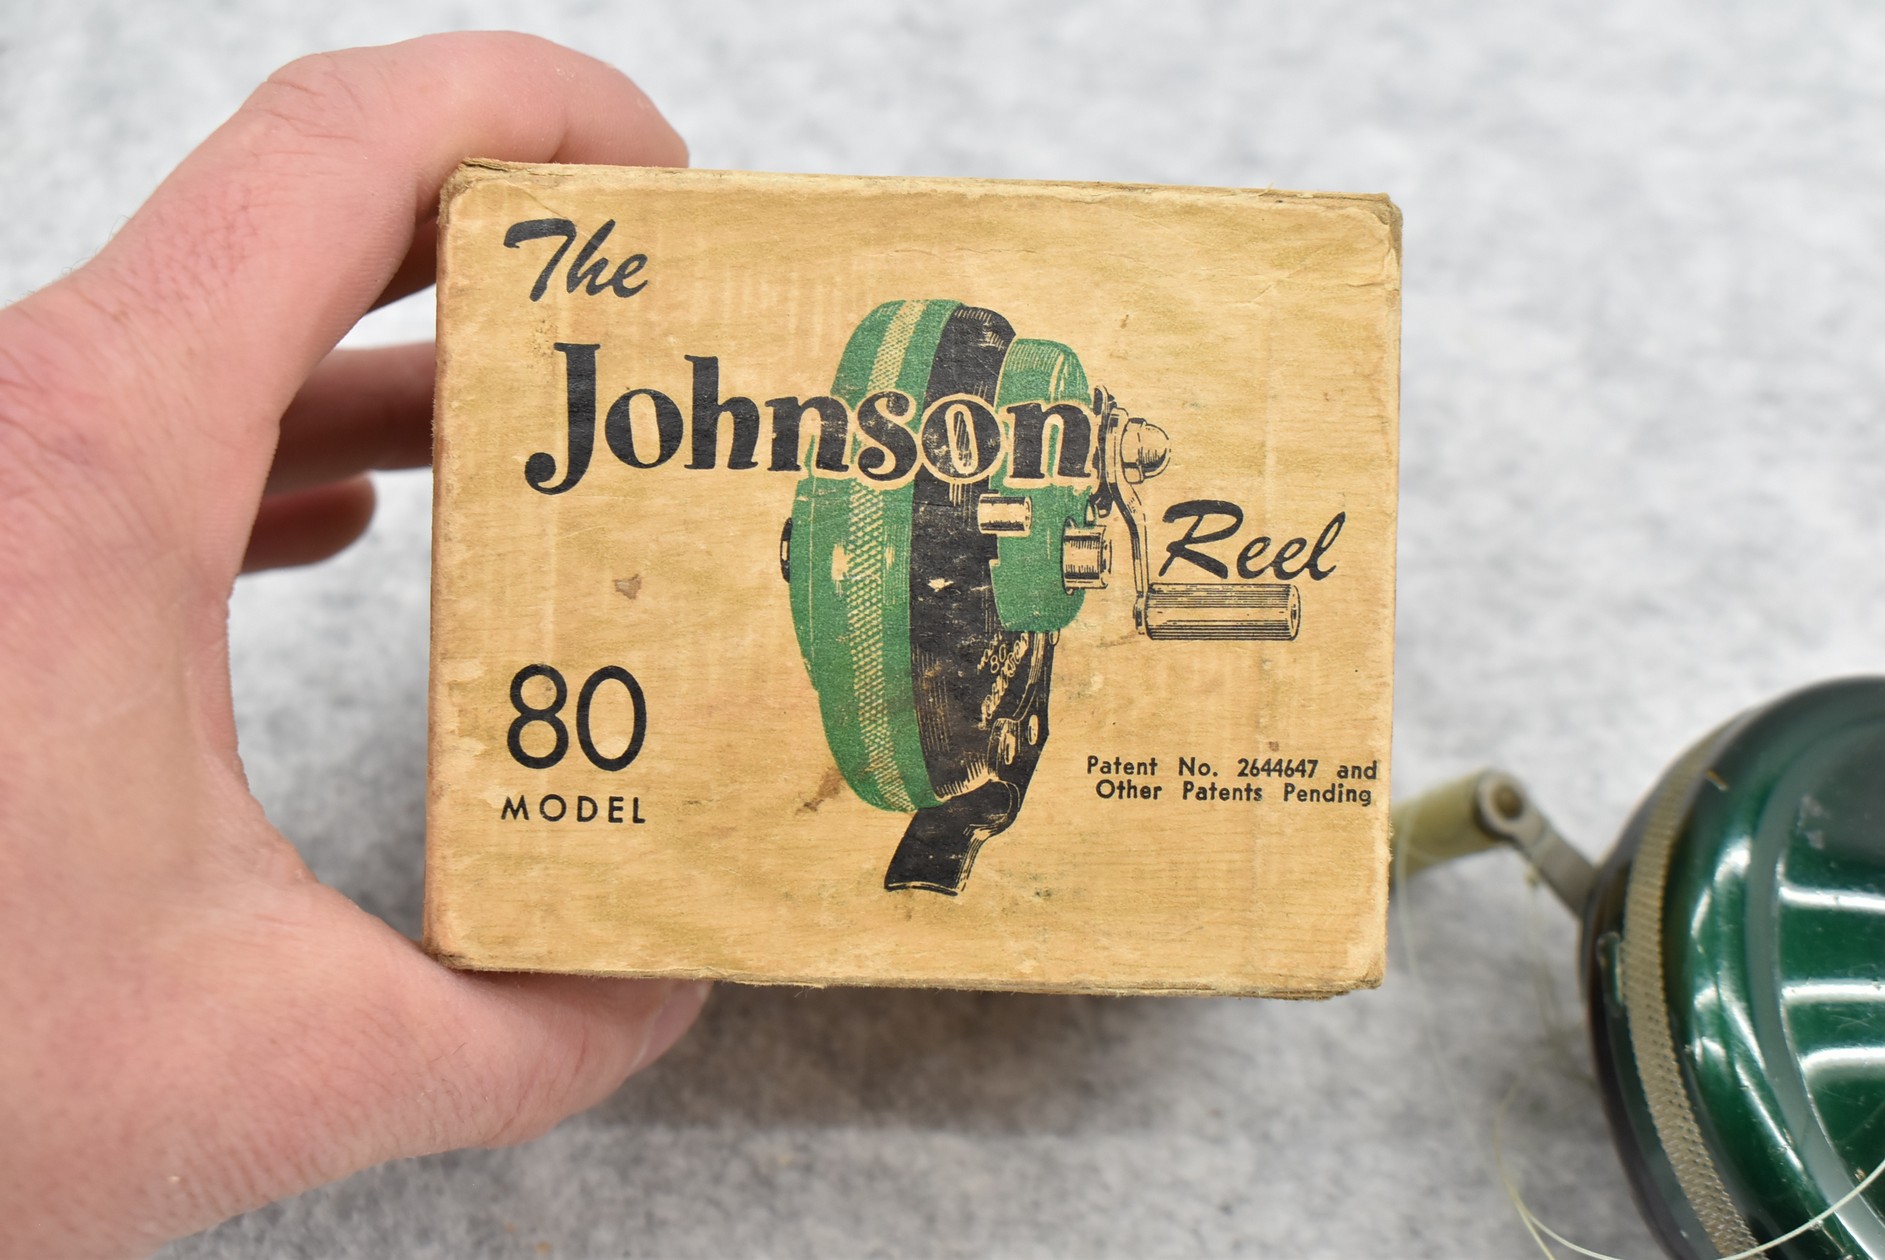 The
Johnson
Reel
80
MODEL
Patent No. 2644647 and
Other Patents Pending